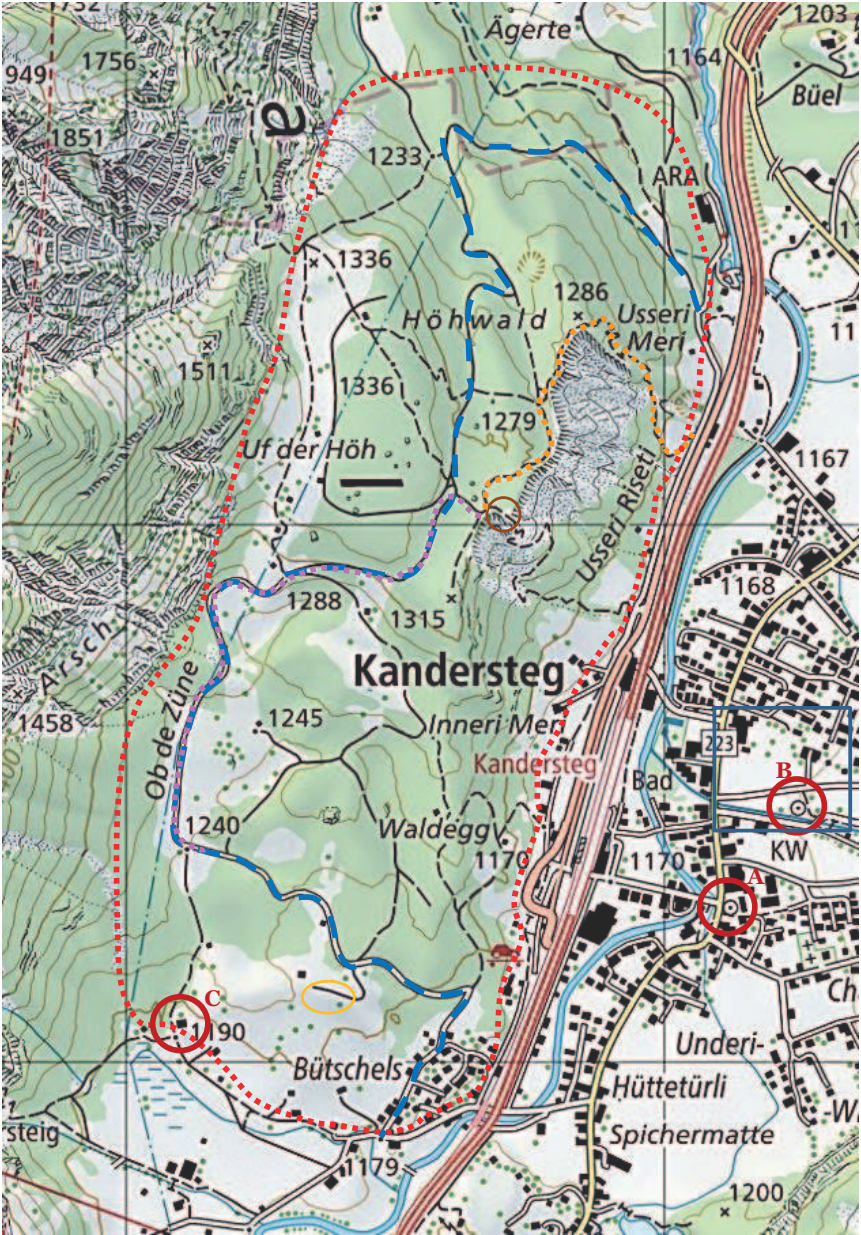 1752
1203
Ägerte
1164
1756
949
Büel
a
1851
1233
ARA
1336
1286
Usseri
Meri
Höhwald
11
1511
1336
1279
Uf der Höh
1167
Usseri Riseti
1168
1288
1315
Arsch
Kandersteg
Ob de Züne
1458
1245
Inneri Meri
223
Kandersteg
B
Bad
1240
Waldegg
KW
1170
1170
A
C
Ch
190
Underi-
Bütschels
Hüttetürli
steig
W
Spichermatte
1179
1200